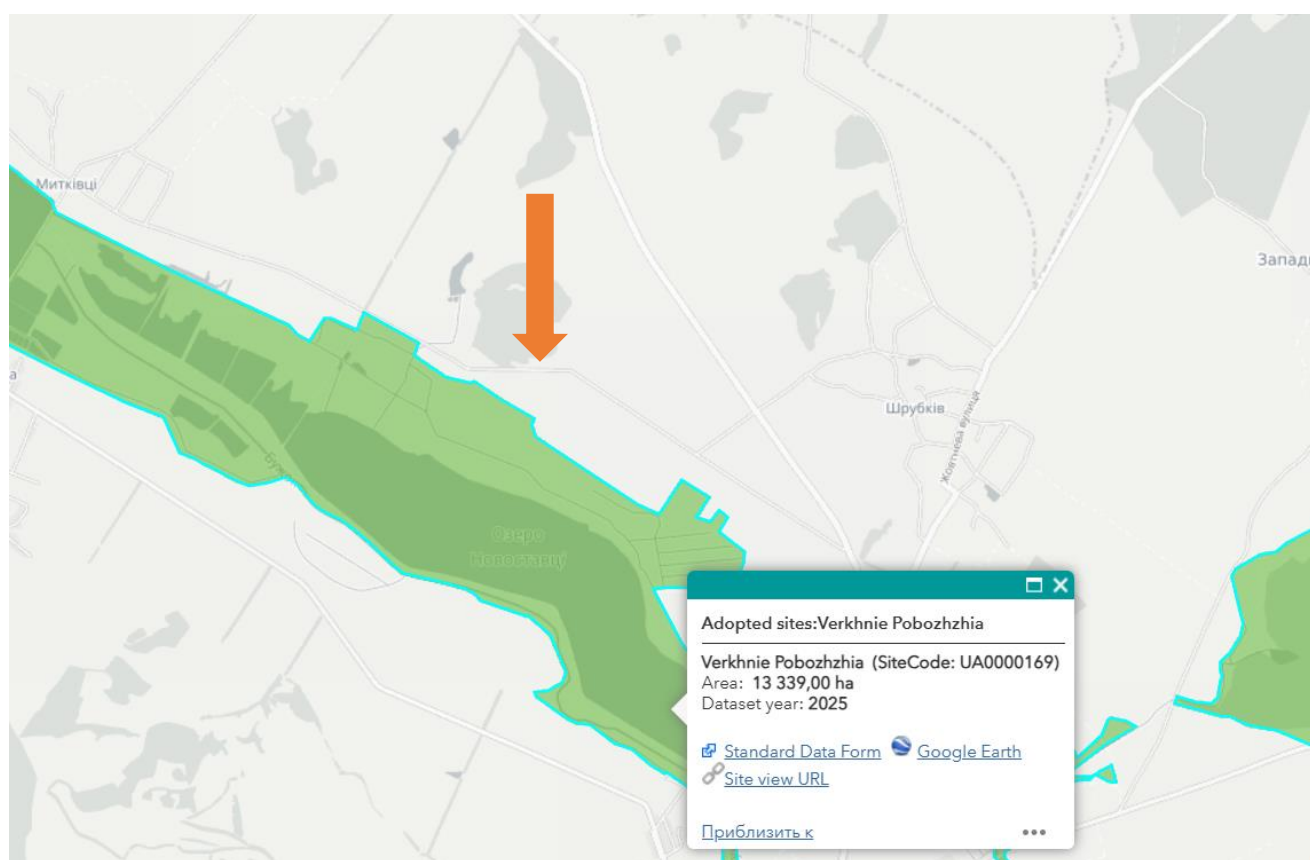 Митківці
Запад
а
Шрубків
Жовтнева вулиця
Озеро
Новоставці
Adopted sites:Verkhnie Pobozhzhia
Verkhnie Pobozhzhia (SiteCode: UA0000169)
Area: 13 339,00 ha
Dataset year: 2025
Standard Data Form Google Earth
Site view URL
Приблизить к